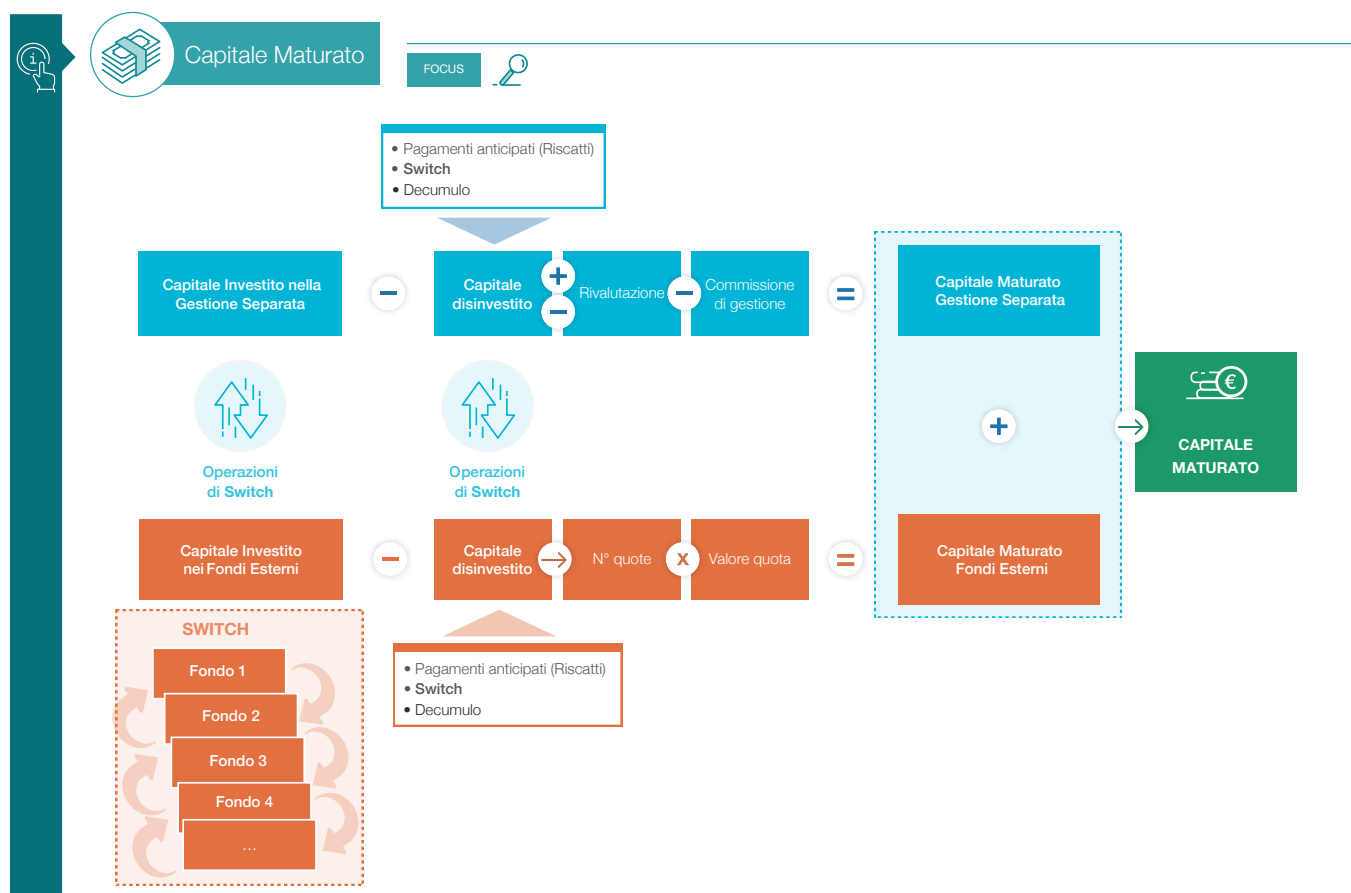 Capitale Maturato
FOCUS
• Pagamenti anticipati (Riscatti)
• Switch
• Decumulo
Capitale Investito nella
Gestione Separata
−
Capitale
disinvestito
+
−
Rivalutazione
−
Commissione
di gestione
=
Capitale Maturato
Gestione Separata
Operazioni
di Switch
Operazioni
di Switch
+
€
CAPITALE
MATURATO
Capitale Investito
nei Fondi Esterni
−
Capitale
disinvestito
→
N° quote
x
Valore quota
=
Capitale Maturato
Fondi Esterni
SWITCH
Fondo 1
Fondo 2
Fondo 3
Fondo 4
...
• Pagamenti anticipati (Riscatti)
• Switch
• Decumulo